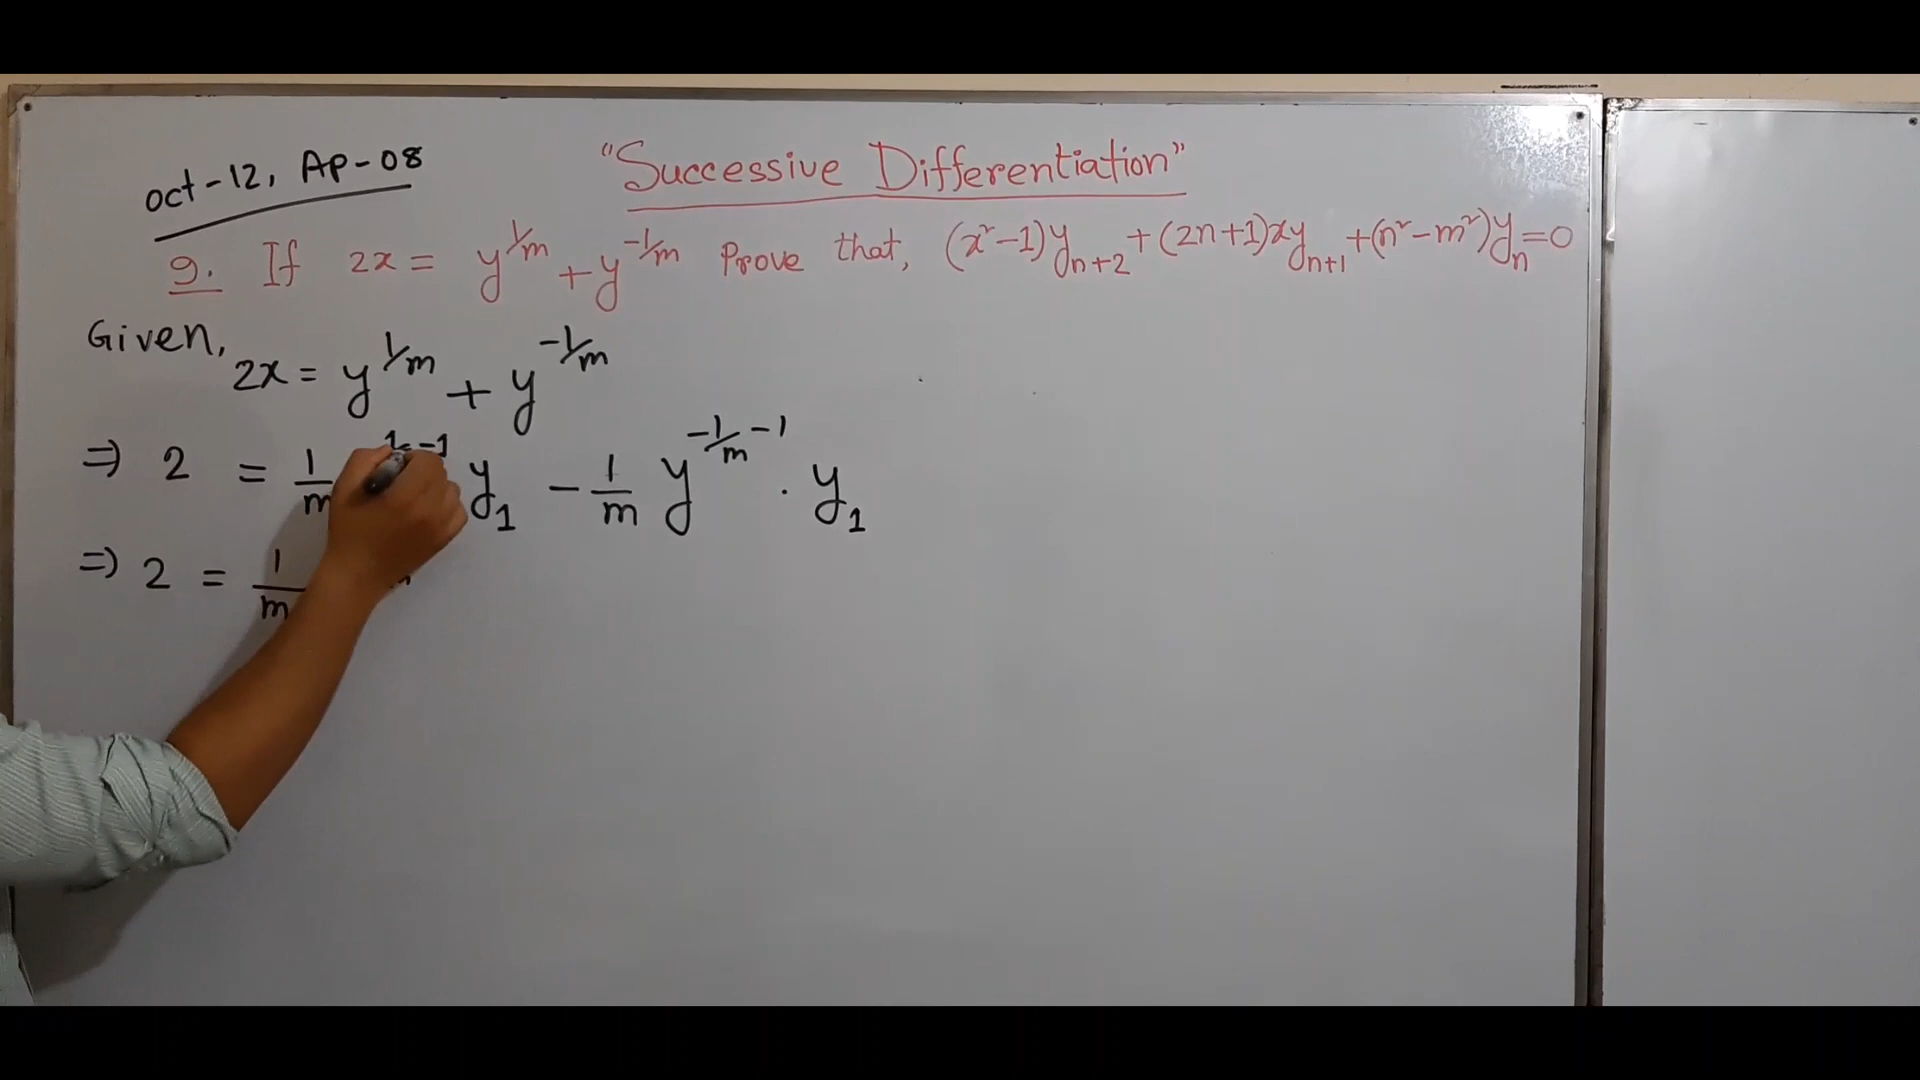 oct-12, Ap-08
"Successive Differentiation"
9. If 2x = y^{1/m} + y^{-1/m} Prove that, (x²-1)y_{n+2} + (2n+1)xy_{n+1} + (n²-m²)y_n = 0
Given,
2x = y^{1/m} + y^{-1/m}
⇒ 2 = 1/m y_1 - 1/m y^{-1/m-1} · y_1
⇒ 2 = 1/m